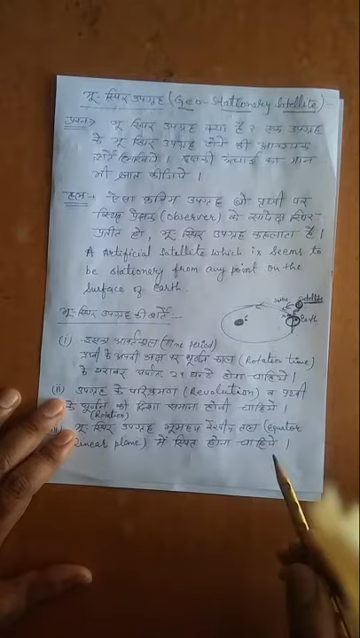 भू-स्थिर उपग्रह (Geo-Stationary Satellite)-
प्रश्न→ भू स्थिर उपग्रह क्या है? एक उपग्रह
के भू स्थिर उपग्रह होने की आवश्यक
शर्तें लिखिये। इसकी ऊँचाई का मान
भी ज्ञात कीजिये।
हल→ ऐसा कृत्रिम उपग्रह जो पृथ्वी पर
स्थित प्रेक्षक (observer) के सापेक्ष स्थिर
प्रतीत हो, भू-स्थिर उपग्रह कहलाता है।
A Artificial Satellite which is Seems to
be stationary from any point on the
surface of earth.
भू-स्थिर उपग्रह की शर्तें-
Satellite
Earth
(i) इसका आवर्तकाल (Time Period)
पृथ्वी के अपनी अक्ष पर घूर्णन काल (Rotation time)
के बराबर अर्थात 24 घन्टे होना चाहिये।
(ii) उपग्रह के परिक्रमण (Revolution) व पृथ्वी
के घूर्णन की दिशा समान होनी चाहिये।
(Rotation)
भू-स्थिर उपग्रह भूमध्य रेखीय तल (equator
linear plane) में स्थित होना चाहिये।